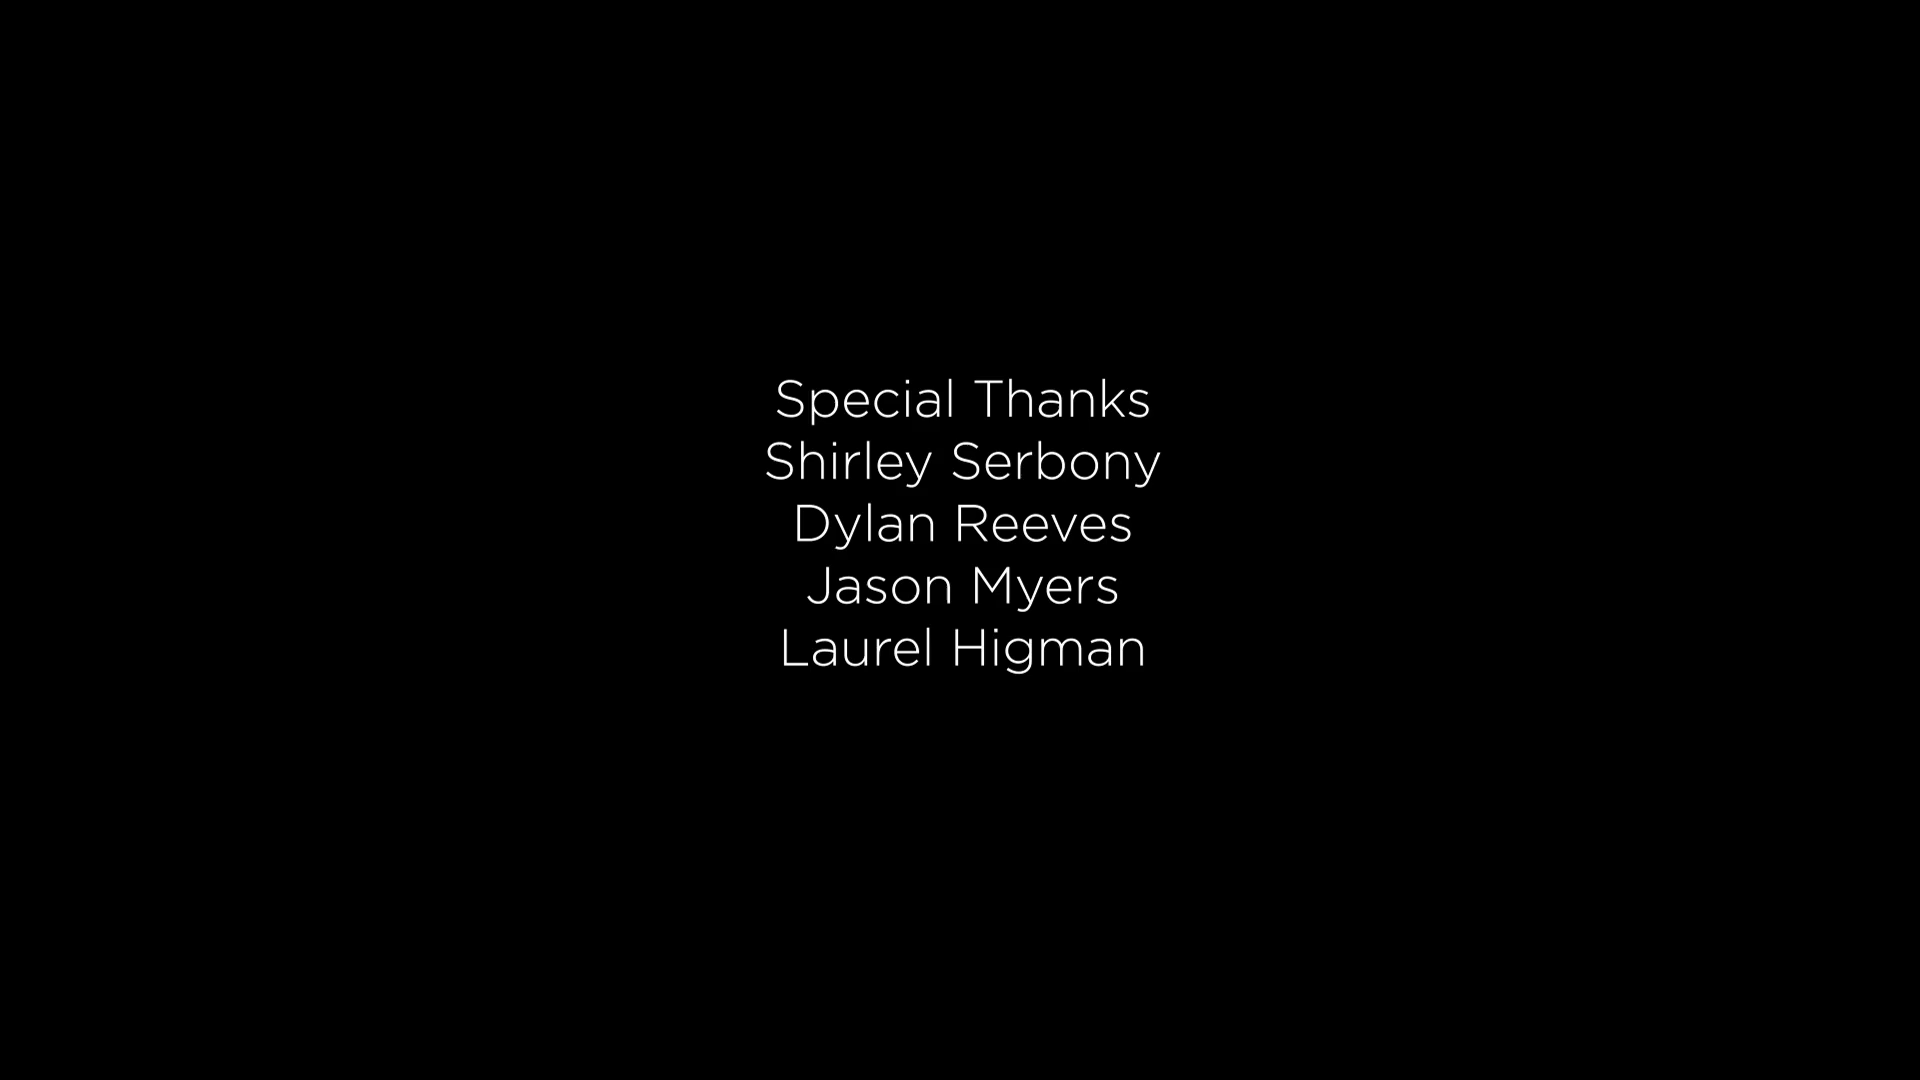 Special Thanks
Shirley Serbony
Dylan Reeves
Jason Myers
Laurel Higman